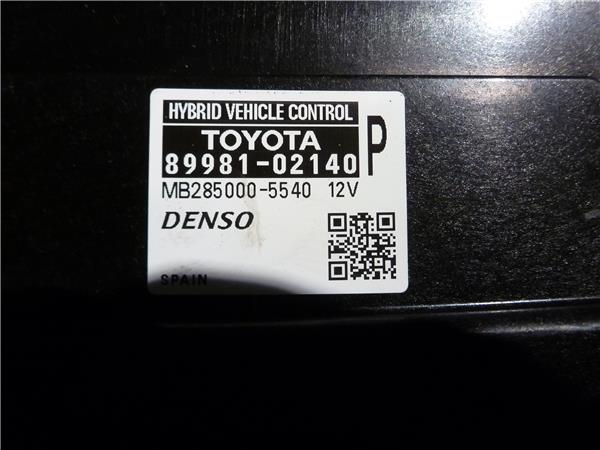 HYBRID VEHICLE CONTROL
TOYOTA
89981-02140 P
MB285000-5540 12V
DENSO
SPAIN